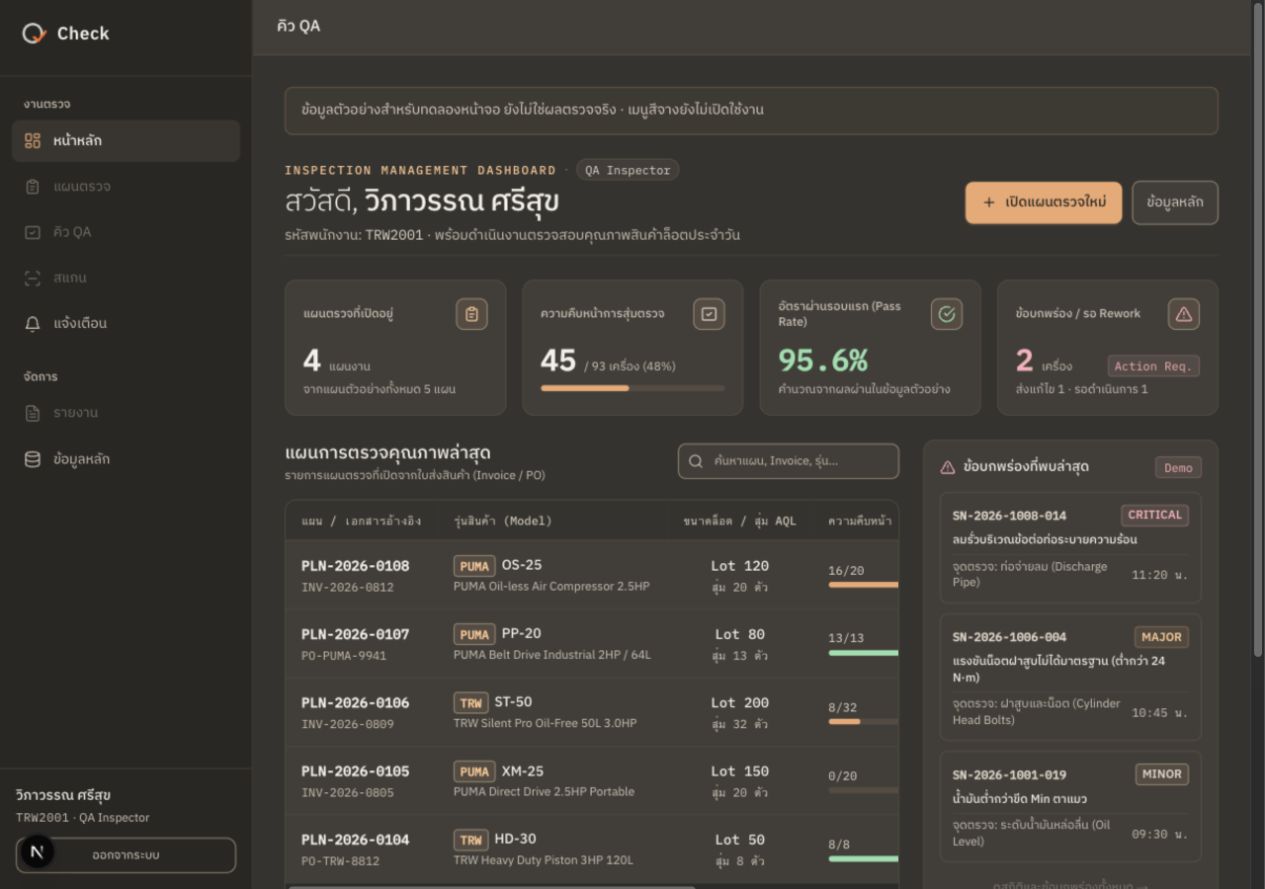 Check
คิว QA
งานตรวจ
หน้าหลัก
แผนตรวจ
คิว QA
สแกน
แจ้งเตือน
จัดการ
รายงาน
ข้อมูลหลัก
วิภาวรรณ ศรีสุข
TRW2001 · QA Inspector
N
ออกจากระบบ
ข้อมูลตัวอย่างสำหรับทดลองหน้าจอ ยังไม่ใช่ผลตรวจจริง · เมนูสีจางยังไม่เปิดใช้งาน
INSPECTION MANAGEMENT DASHBOARD · QA Inspector
สวัสดี, วิภาวรรณ ศรีสุข
รหัสพนักงาน: TRW2001 · พร้อมดำเนินงานตรวจสอบคุณภาพสินค้าล็อตประจำวัน
+ เปิดแผนตรวจใหม่
ข้อมูลหลัก
แผนตรวจที่เปิดอยู่
4 แผนงาน
จากแผนตัวอย่างทั้งหมด 5 แผน
ความคืบหน้าการสุ่มตรวจ
45 / 93 เครื่อง (48%)
อัตราผ่านรอบแรก (Pass
Rate)
95.6%
คำนวณจากผลผ่านในข้อมูลตัวอย่าง
ข้อบกพร่อง / รอ Rework
2 เครื่อง Action Req.
ส่งแก้ไข 1 · รอดำเนินการ 1
แผนการตรวจคุณภาพล่าสุด
รายการแผนตรวจที่เปิดจากใบส่งสินค้า (Invoice / PO)
ค้นหาแผน, Invoice, รุ่น...
แผน / เอกสารอ้างอิง รุ่นสินค้า (Model) ขนาดล็อต / สุ่ม AQL ความคืบหน้า
PLN-2026-0108 PUMA OS-25 Lot 120 16/20
INV-2026-0812 PUMA Oil-less Air Compressor 2.5HP สุ่ม 20 ตัว
PLN-2026-0107 PUMA PP-20 Lot 80 13/13
PO-PUMA-9941 PUMA Belt Drive Industrial 2HP / 64L สุ่ม 13 ตัว
PLN-2026-0106 TRW ST-50 Lot 200 8/32
INV-2026-0809 TRW Silent Pro Oil-Free 50L 3.0HP สุ่ม 32 ตัว
PLN-2026-0105 PUMA XM-25 Lot 150 0/20
INV-2026-0805 PUMA Direct Drive 2.5HP Portable สุ่ม 20 ตัว
PLN-2026-0104 TRW HD-30 Lot 50 8/8
PO-TRW-8812 TRW Heavy Duty Piston 3HP 120L สุ่ม 8 ตัว
ข้อบกพร่องที่พบล่าสุด Demo
SN-2026-1008-014 CRITICAL
ลมรั่วบริเวณข้อต่อท่อระบายความร้อน
จุดตรวจ: ท่อจ่ายลม (Discharge
Pipe) 11:20 น.
SN-2026-1006-004 MAJOR
แรงขันน็อตฝาสูบไม่ได้มาตรฐาน (ต่ำกว่า 24
N·m)
จุดตรวจ: ฝาสูบและน็อต (Cylinder
Head Bolts) 10:45 น.
SN-2026-1001-019 MINOR
น้ำมันต่ำกว่าขีด Min ตาแมว
จุดตรวจ: ระดับน้ำมันหล่อลื่น (Oil
Level) 09:30 น.